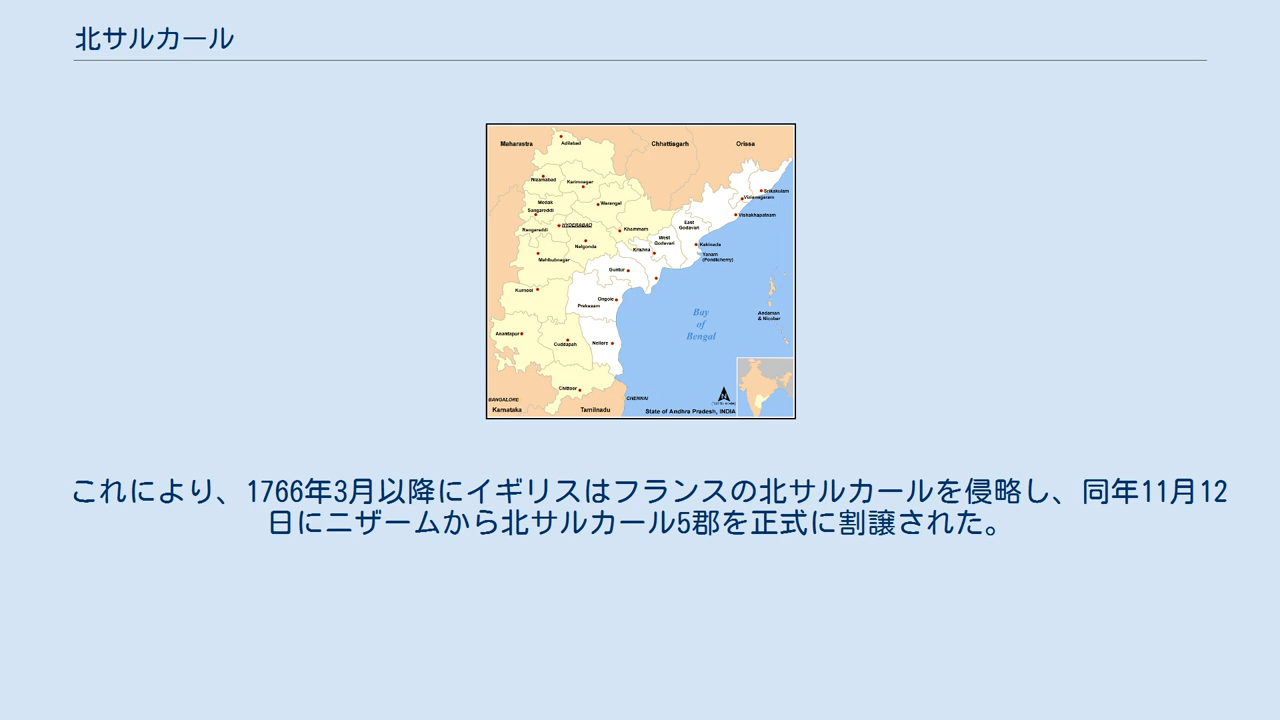 北サルカール
Maharastra
Chhattisgarh
Orissa
Adilabad
Nizamabad
Karimnagar
Srikakulam
Vizianagaram
Medak
Warangal
Sangareddi
Vishakhapatnam
HYDERABAD
East
Godavari
Rangareddi
Khammam
West
Godavari
Nalgonda
Kakinada
Krishna
Yanam
(Pondicherry)
Mahbubnagar
Guntur
Kurnool
Ongole
Prakasam
Andaman
& Nicobar
Bay
of
Bengal
Anantapur
Cuddapah
Nellore
Chittoor
BANGALORE
CHENNAI
Karnataka
Tamilnadu
State of Andhra Pradesh, INDIA
これにより、1766年3月以降にイギリスはフランスの北サルカールを侵略し、同年11月12
日にニザームから北サルカール5郡を正式に割譲された。